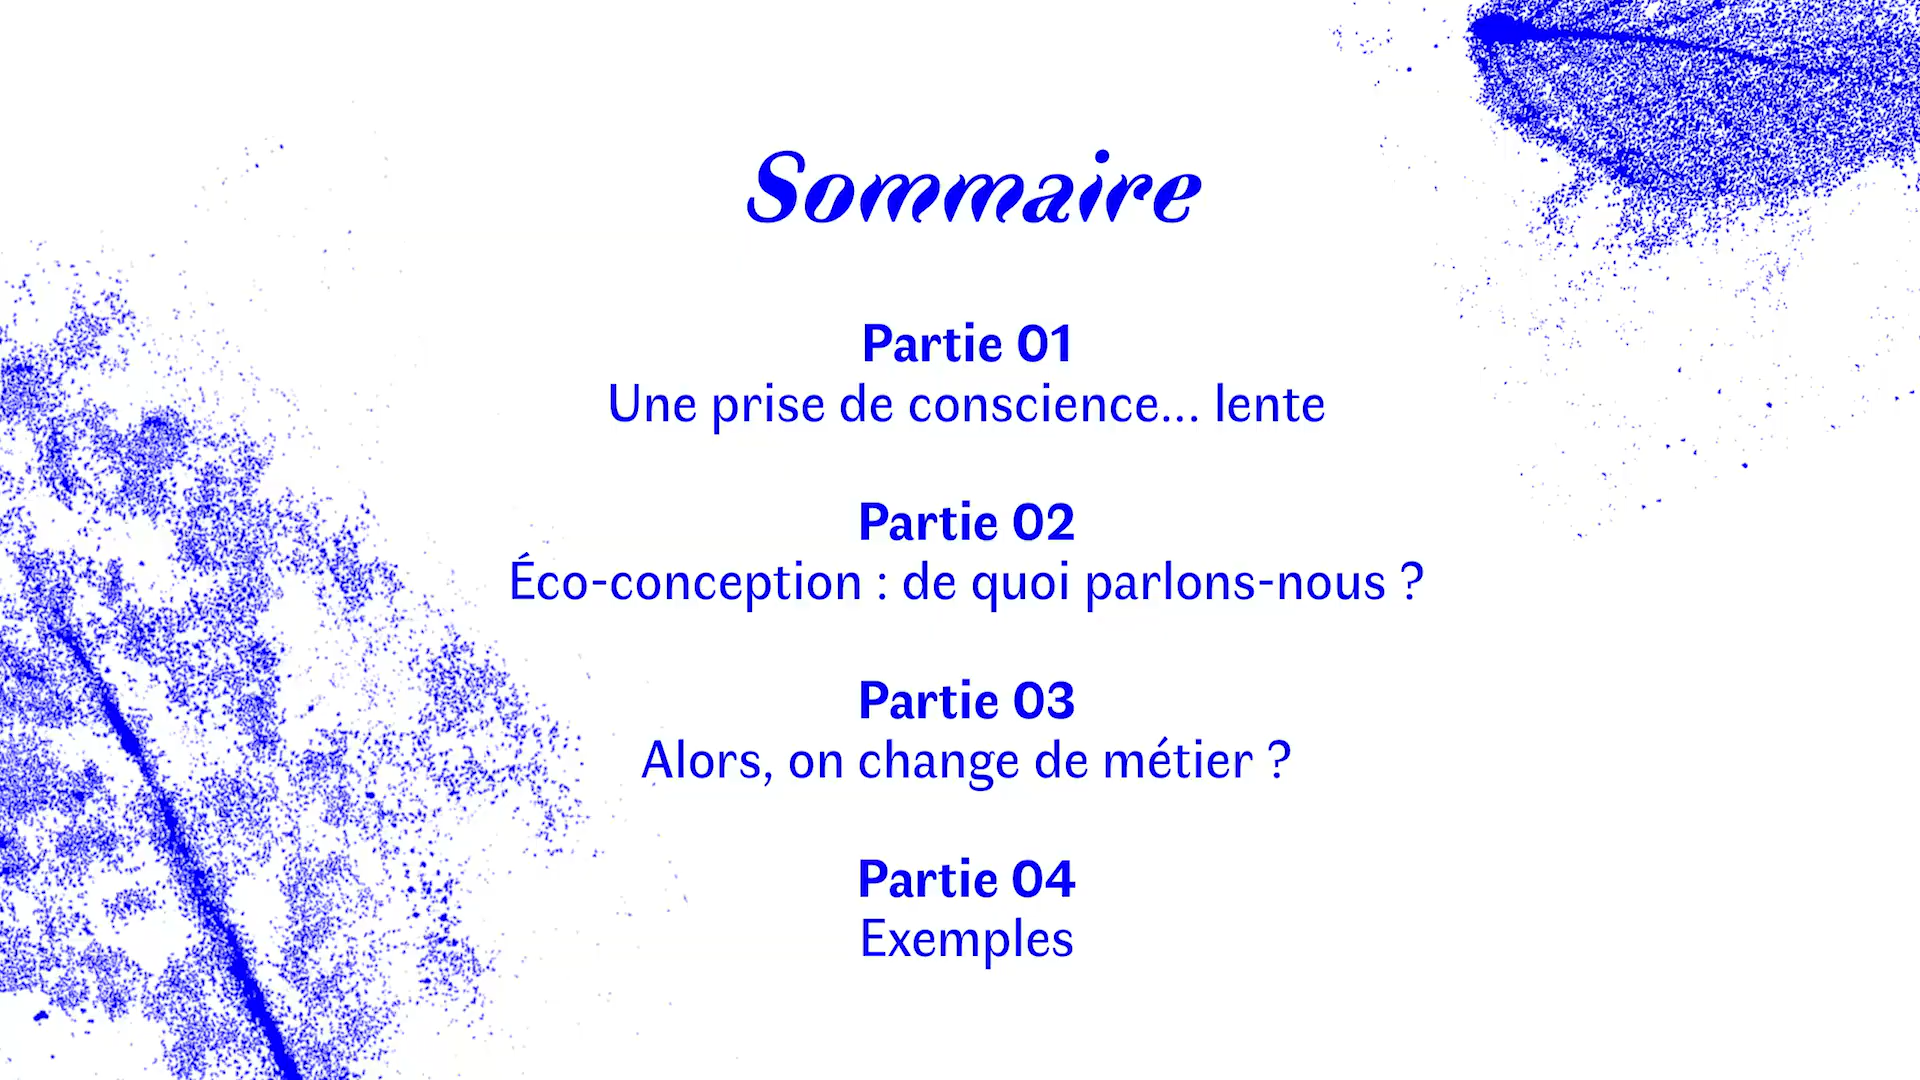 Sommaire
Partie 01
Une prise de conscience... lente
Partie 02
Éco-conception : de quoi parlons-nous ?
Partie 03
Alors, on change de métier ?
Partie 04
Exemples